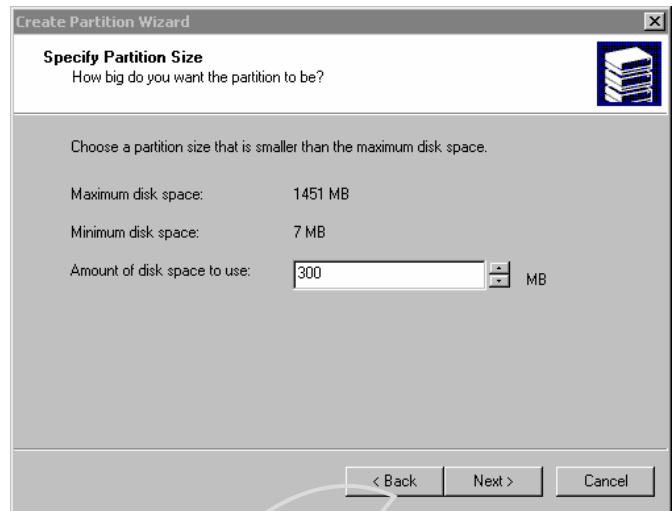 Create Partition Wizard
Specify Partition Size
How big do you want the partition to be?
Choose a partition size that is smaller than the maximum disk space.
Maximum disk space: 1451 MB
Minimum disk space: 7 MB
Amount of disk space to use: 300 MB
< Back Next > Cancel